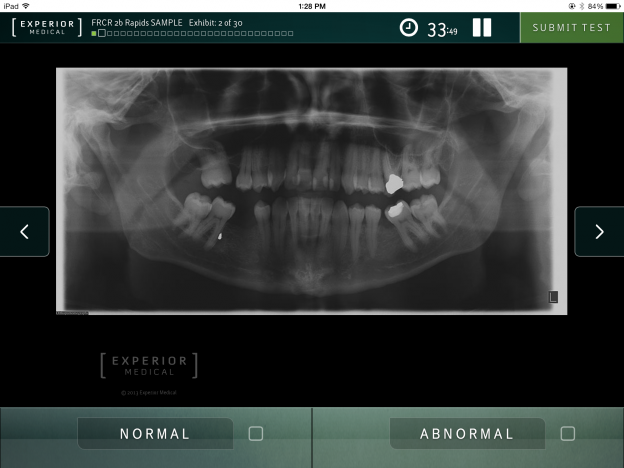 iPad 1:28 PM 84%
[EXPERIOR MEDICAL] FRCR 2b Rapids SAMPLE Exhibit: 2 of 30 33:49 SUBMIT TEST
L
[EXPERIOR
MEDICAL]
© 2013 Experior Medical
NORMAL ABNORMAL